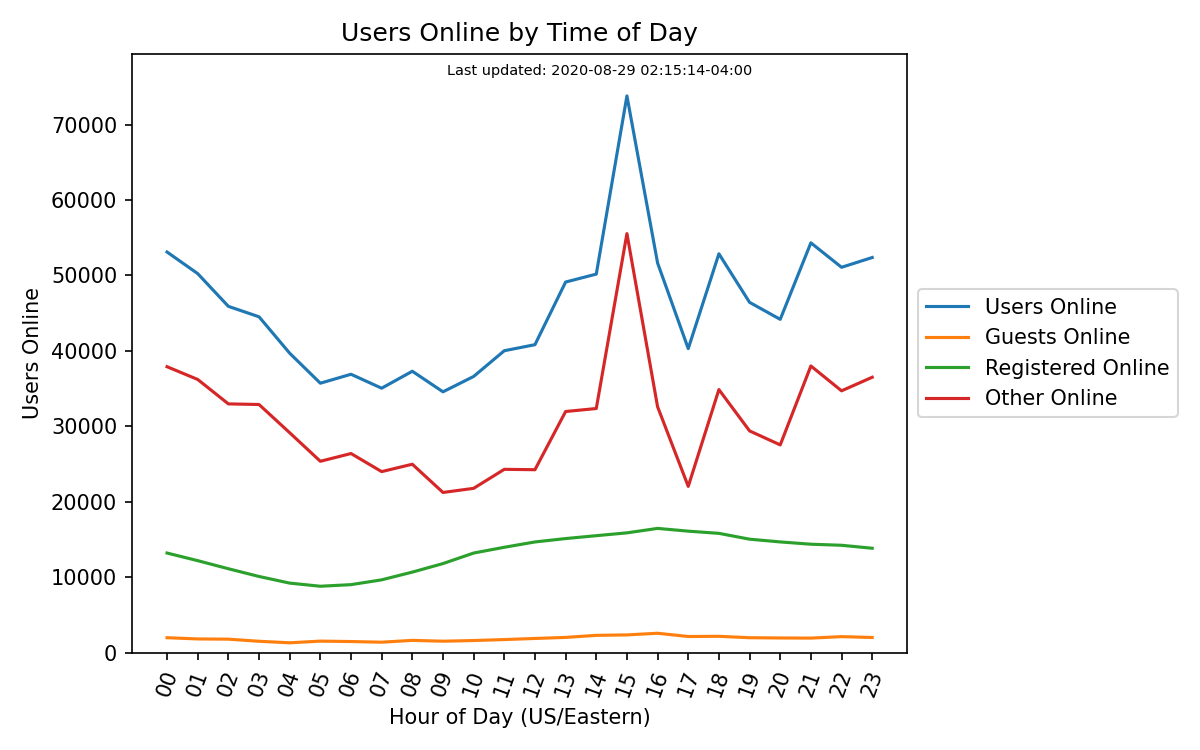 Users Online by Time of Day
Last updated: 2020-08-29 02:15:14-04:00
Users Online
70000
60000
50000
40000
30000
20000
10000
0
00 01 02 03 04 05 06 07 08 09 10 11 12 13 14 15 16 17 18 19 20 21 22 23
Hour of Day (US/Eastern)
Users Online
Guests Online
Registered Online
Other Online